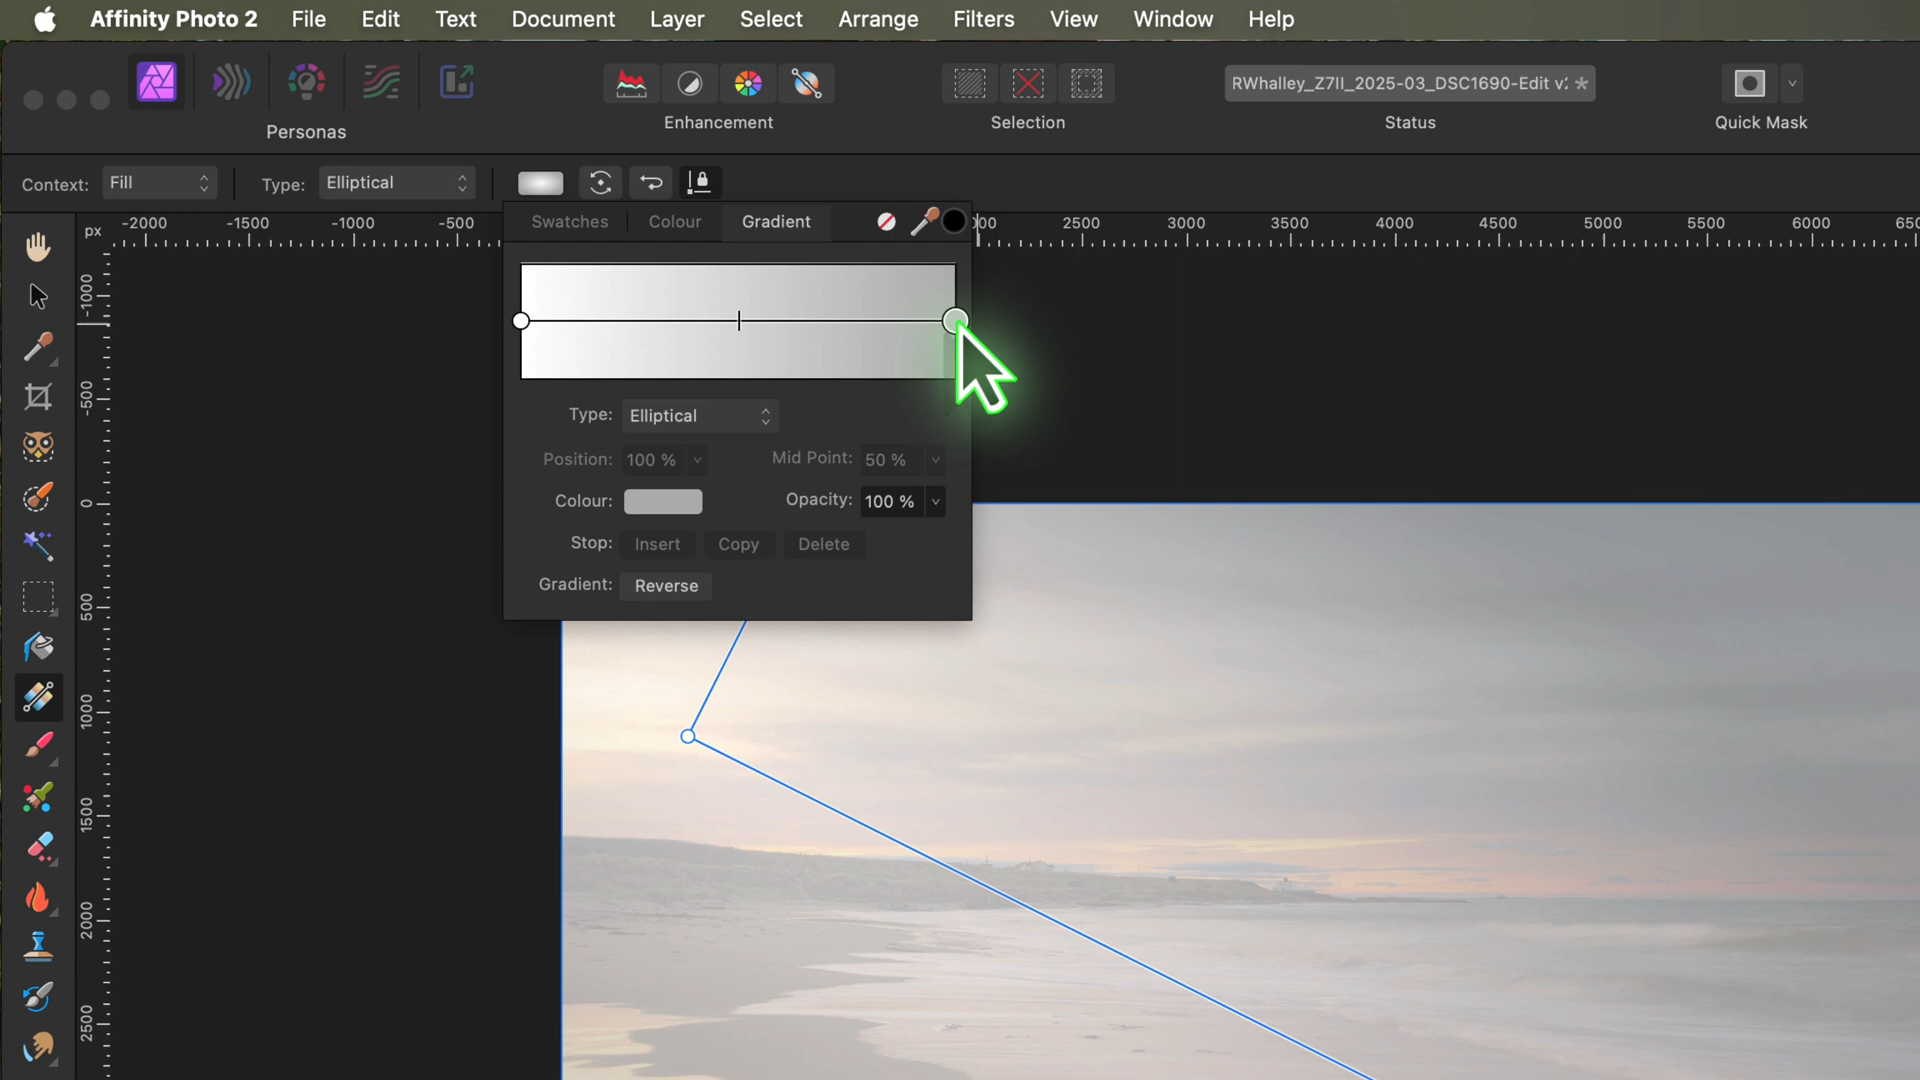 Affinity Photo 2 File Edit Text Document Layer Select Arrange Filters View Window Help
Personas
Enhancement
Selection
RWhalley_Z7II_2025-03_DSC1690-Edit v: *
Status
Quick Mask
Context: Fill Type: Elliptical
px -2000 -1500 -1000 -500 000 2500 3000 3500 4000 4500 5000 5500 6000 650
Swatches Colour Gradient
-1000
-500
0
500
1000
1500
2000
2500
Type: Elliptical
Position: 100 % Mid Point: 50 %
Colour: Opacity: 100 %
Stop: Insert Copy Delete
Gradient: Reverse